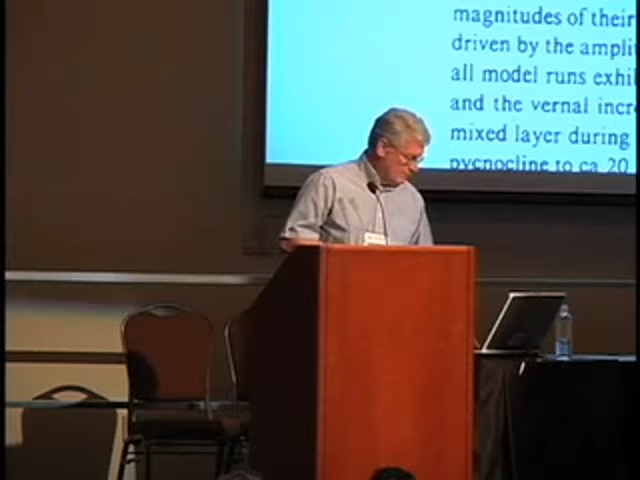 magnitudes of their
driven by the ampli
all model runs exhi
and the vernal incr
mixed layer during
pycnocline to ca 20